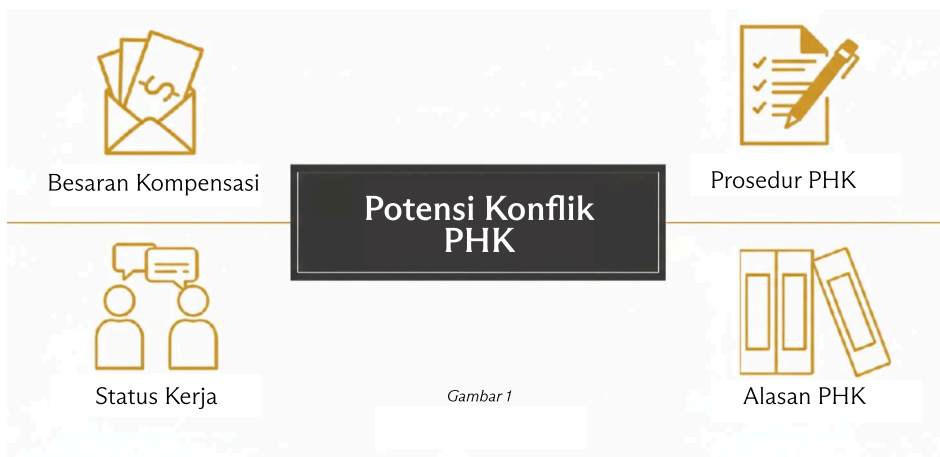 Besaran Kompensasi
Prosedur PHK
Potensi Konflik
PHK
Status Kerja
Gambar 1
Alasan PHK